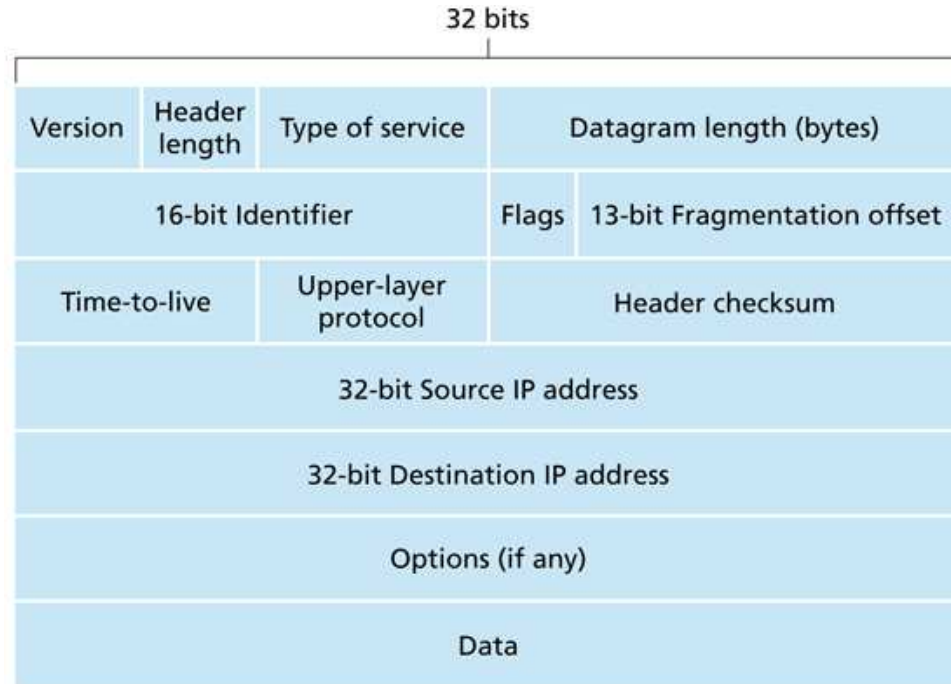 32 bits
Version
Header
length
Type of service
Datagram length (bytes)
16-bit Identifier
Flags
13-bit Fragmentation offset
Time-to-live
Upper-layer
protocol
Header checksum
32-bit Source IP address
32-bit Destination IP address
Options (if any)
Data